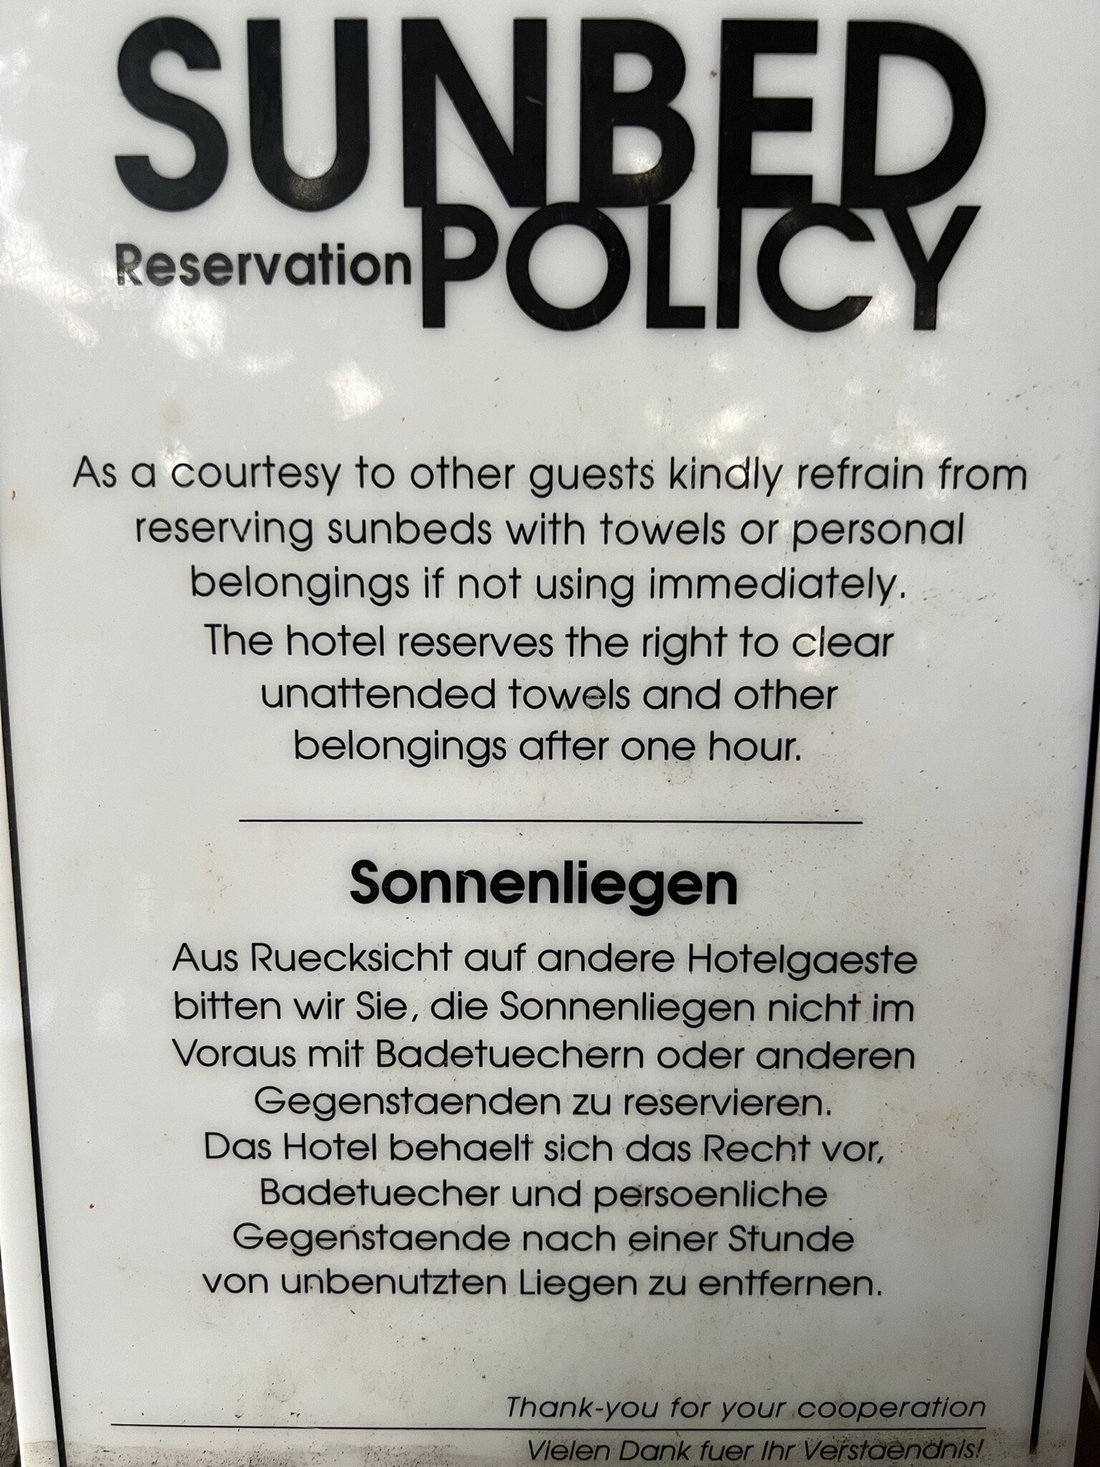 SUNBED
Reservation POLICY
As a courtesy to other guests kindly refrain from
reserving sunbeds with towels or personal
belongings if not using immediately.
The hotel reserves the right to clear
unattended towels and other
belongings after one hour.
Sonnenliegen
Aus Ruecksicht auf andere Hotelgaeste
bitten wir Sie, die Sonnenliegen nicht im
Voraus mit Badetuechern oder anderen
Gegenstaenden zu reservieren.
Das Hotel behaelt sich das Recht vor,
Badetuecher und persoenliche
Gegenstaende nach einer Stunde
von unbenutzten Liegen zu entfernen.
Thank-you for your cooperation
Vielen Dank fuer Ihr Verstaendnis!